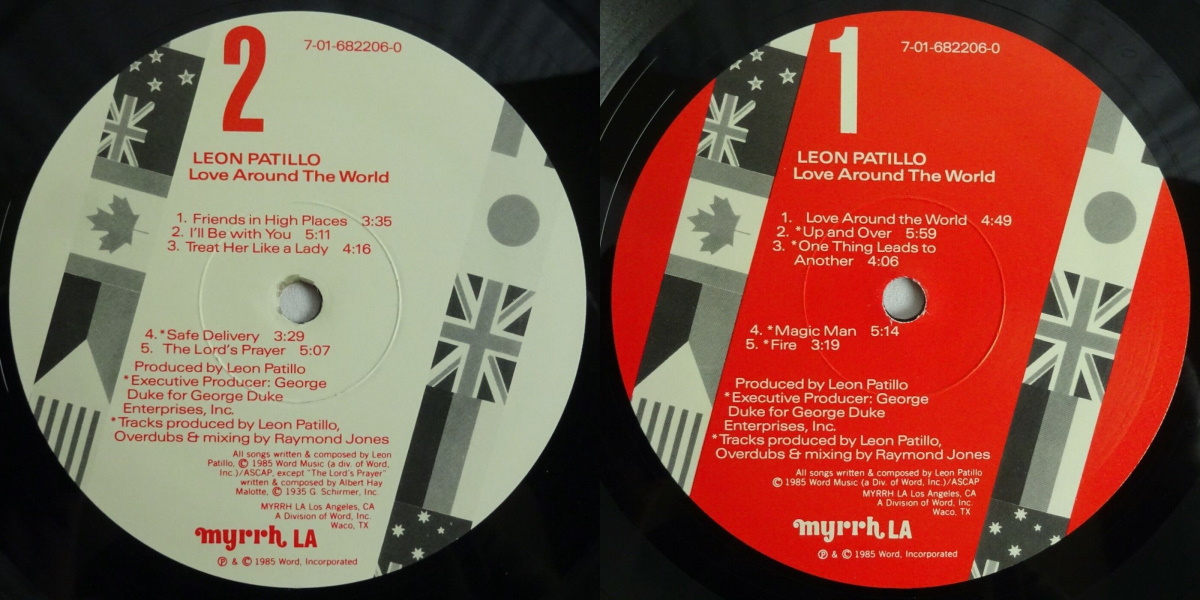 2
7-01-682206-0
LEON PATILLO
Love Around The World
1. Friends in High Places 3:35
2. I'll Be with You 5:11
3. Treat Her Like a Lady 4:16
4. *Safe Delivery 3:29
5. The Lord's Prayer 5:07
Produced by Leon Patillo
*Executive Producer: George
Duke for George Duke
Enterprises, Inc.
*Tracks produced by Leon Patillo,
Overdubs & mixing by Raymond Jones
All songs written & composed by Leon
Patillo, © 1985 Word Music (a div. of Word,
Inc.)/ASCAP, except "The Lord's Prayer"
written & composed by Albert Hay
Malotte, © 1935 G. Schirmer, Inc.
MYRRH LA Los Angeles, CA
A Division of Word, Inc.
Waco, TX
myrrh LA
℗ & © 1985 Word, Incorporated
1
7-01-682206-0
LEON PATILLO
Love Around The World
1. Love Around the World 4:49
2. *Up and Over 5:59
3. *One Thing Leads to
Another 4:06
4. *Magic Man 5:14
5. *Fire 3:19
Produced by Leon Patillo
*Executive Producer: George
Duke for George Duke
Enterprises, Inc.
*Tracks produced by Leon Patillo,
Overdubs & mixing by Raymond Jones
All songs written & composed by Leon Patillo
© 1985 Word Music (a Div. of Word, Inc.)/ASCAP
MYRRH LA Los Angeles, CA
A Division of Word, Inc.
Waco, TX
myrrh LA
℗ & © 1985 Word, Incorporated